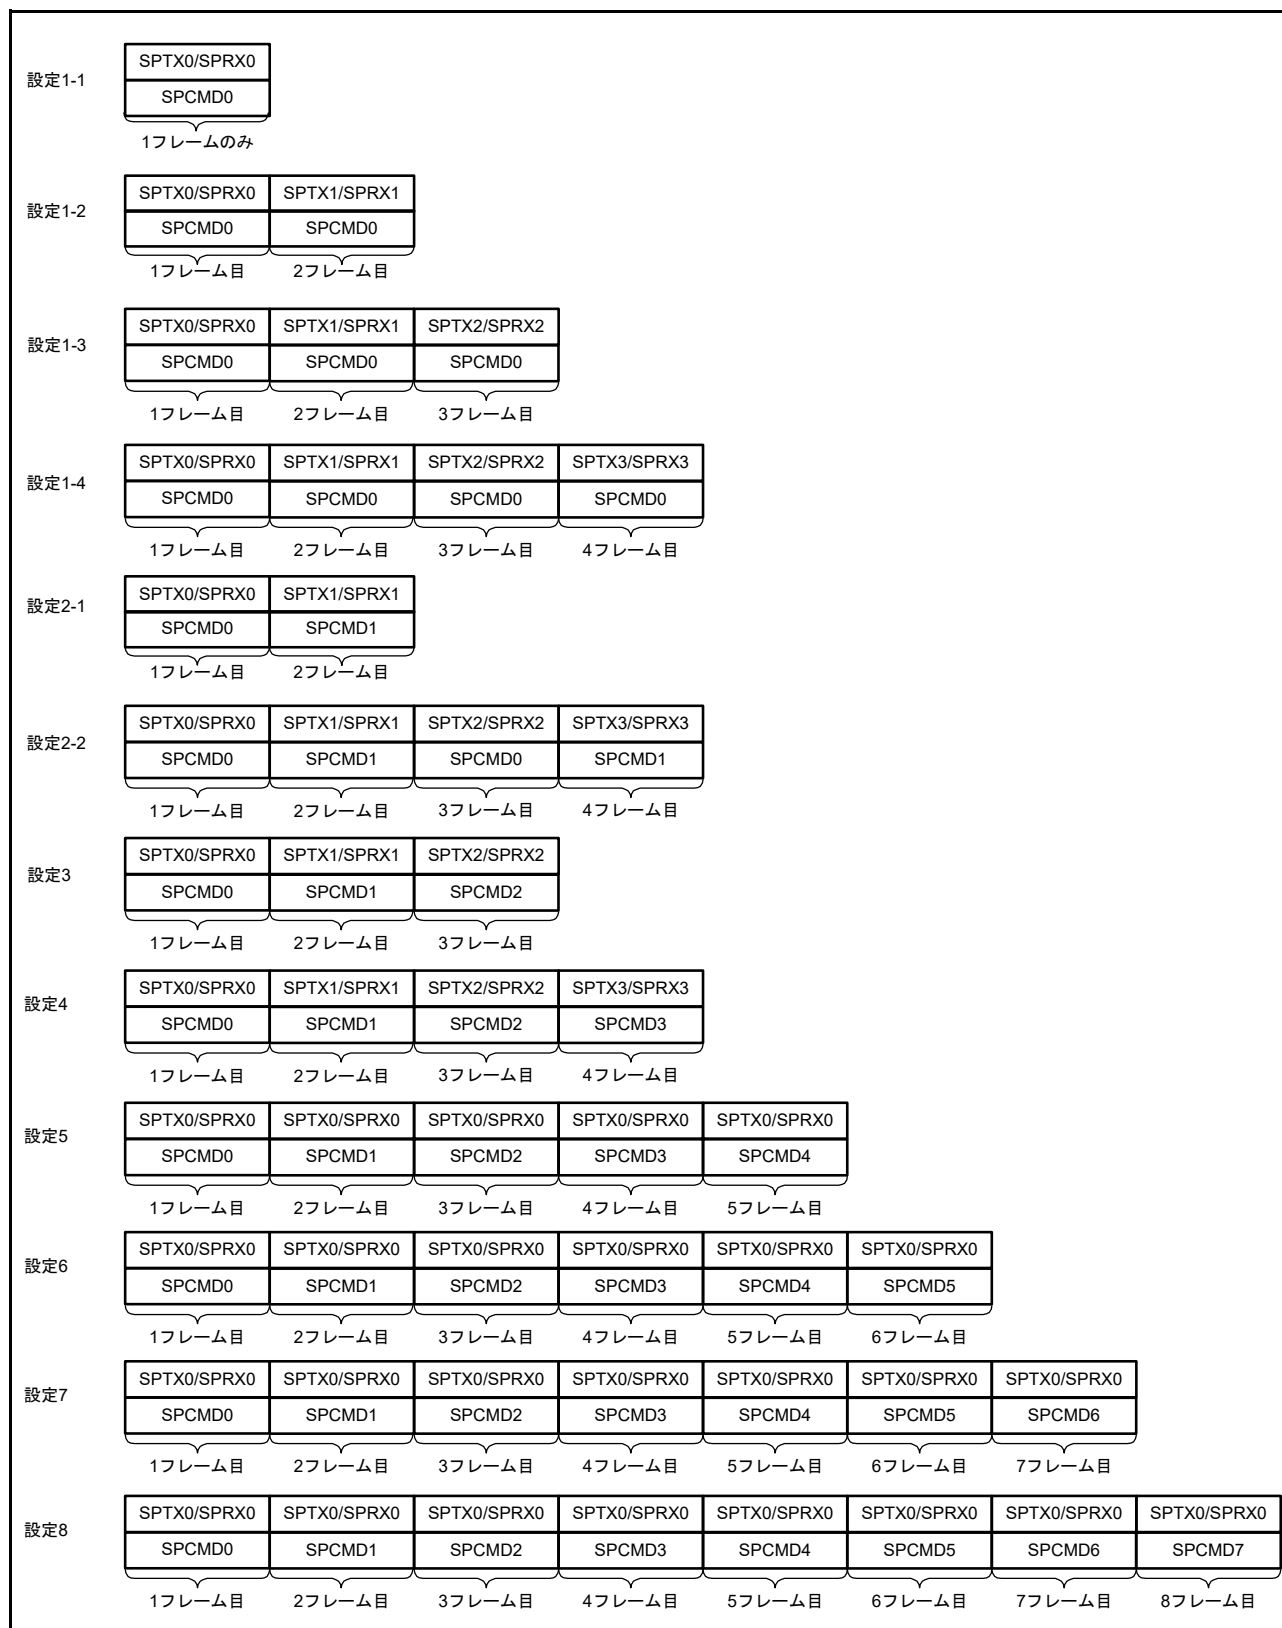 設定1-1
SPTX0/SPRX0
SPCMD0
1フレームのみ
設定1-2
SPTX0/SPRX0 SPTX1/SPRX1
SPCMD0 SPCMD0
1フレーム目 2フレーム目
設定1-3
SPTX0/SPRX0 SPTX1/SPRX1 SPTX2/SPRX2
SPCMD0 SPCMD0 SPCMD0
1フレーム目 2フレーム目 3フレーム目
設定1-4
SPTX0/SPRX0 SPTX1/SPRX1 SPTX2/SPRX2 SPTX3/SPRX3
SPCMD0 SPCMD0 SPCMD0 SPCMD0
1フレーム目 2フレーム目 3フレーム目 4フレーム目
設定2-1
SPTX0/SPRX0 SPTX1/SPRX1
SPCMD0 SPCMD1
1フレーム目 2フレーム目
設定2-2
SPTX0/SPRX0 SPTX1/SPRX1 SPTX2/SPRX2 SPTX3/SPRX3
SPCMD0 SPCMD1 SPCMD0 SPCMD1
1フレーム目 2フレーム目 3フレーム目 4フレーム目
設定3
SPTX0/SPRX0 SPTX1/SPRX1 SPTX2/SPRX2
SPCMD0 SPCMD1 SPCMD2
1フレーム目 2フレーム目 3フレーム目
設定4
SPTX0/SPRX0 SPTX1/SPRX1 SPTX2/SPRX2 SPTX3/SPRX3
SPCMD0 SPCMD1 SPCMD2 SPCMD3
1フレーム目 2フレーム目 3フレーム目 4フレーム目
設定5
SPTX0/SPRX0 SPTX0/SPRX0 SPTX0/SPRX0 SPTX0/SPRX0 SPTX0/SPRX0
SPCMD0 SPCMD1 SPCMD2 SPCMD3 SPCMD4
1フレーム目 2フレーム目 3フレーム目 4フレーム目 5フレーム目
設定6
SPTX0/SPRX0 SPTX0/SPRX0 SPTX0/SPRX0 SPTX0/SPRX0 SPTX0/SPRX0 SPTX0/SPRX0
SPCMD0 SPCMD1 SPCMD2 SPCMD3 SPCMD4 SPCMD5
1フレーム目 2フレーム目 3フレーム目 4フレーム目 5フレーム目 6フレーム目
設定7
SPTX0/SPRX0 SPTX0/SPRX0 SPTX0/SPRX0 SPTX0/SPRX0 SPTX0/SPRX0 SPTX0/SPRX0 SPTX0/SPRX0
SPCMD0 SPCMD1 SPCMD2 SPCMD3 SPCMD4 SPCMD5 SPCMD6
1フレーム目 2フレーム目 3フレーム目 4フレーム目 5フレーム目 6フレーム目 7フレーム目
設定8
SPTX0/SPRX0 SPTX0/SPRX0 SPTX0/SPRX0 SPTX0/SPRX0 SPTX0/SPRX0 SPTX0/SPRX0 SPTX0/SPRX0 SPTX0/SPRX0
SPCMD0 SPCMD1 SPCMD2 SPCMD3 SPCMD4 SPCMD5 SPCMD6 SPCMD7
1フレーム目 2フレーム目 3フレーム目 4フレーム目 5フレーム目 6フレーム目 7フレーム目 8フレーム目